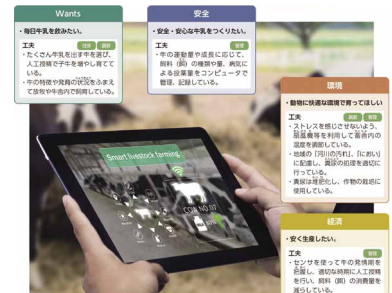 Wants
・毎日牛乳を飲みたい。
工夫
・たくさん牛乳を出す牛を選び、
人工授精で子牛を増やし育てて
いる。
・牛の特徴や発育の状況をふまえ
て放牧や牛舎内で飼育している。
安全
・安全・安心な牛乳をつくりたい。
工夫 管理
・牛の運動量や成長に応じて、
飼料（餌）の種類や量、病気に
よる投薬量をコンピュータで
管理、記録している。
環境
・動物に快適な環境で育ってほしい
工夫 管理
・ストレスを感じさせないよう、
扇風機等を利用して畜舎内の
温度を調節している。
・地域の「河川の汚れ」、「におい」
に配慮し、糞尿の処理を適切に
行っている。
・糞尿は堆肥化し、作物の栽培に
使用している。
経済
・安く生産したい。
工夫 管理
・センサを使って牛の発情期を
把握し、適切な時期に人工授精
を行い、飼料（餌）の消費量を
減らしている。
Smart livestock farming
COW NO.07